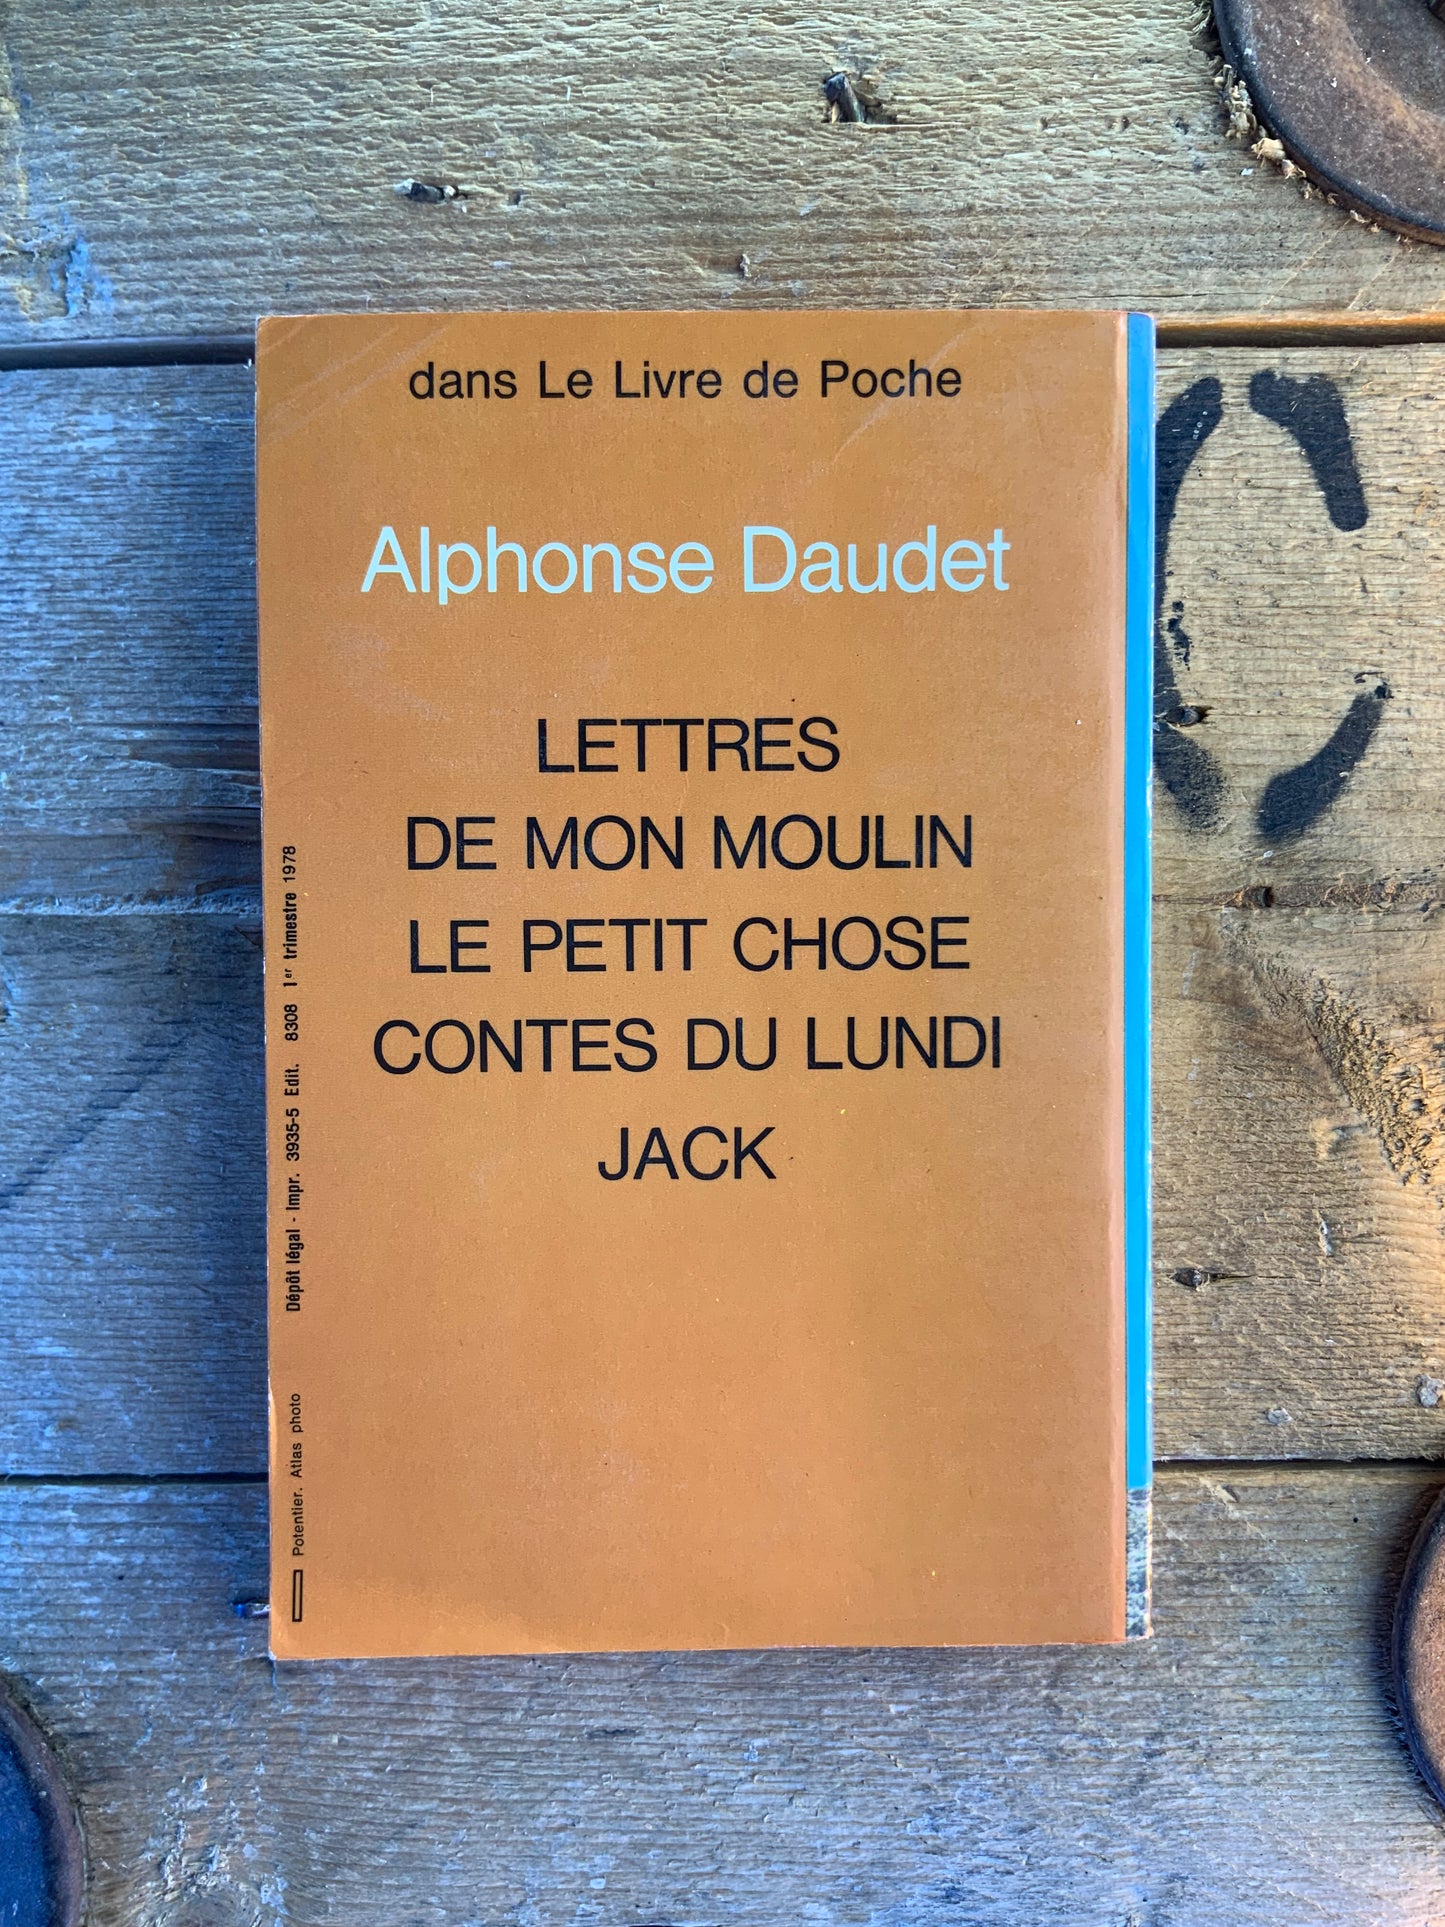 dans Le Livre de Poche
Alphonse Daudet
LETTRES
DE MON MOULIN
LE PETIT CHOSE
CONTES DU LUNDI
JACK
Dépôt légal - Impr. 3935-5 Edit. 8308 1er trimestre 1978
Potentier. Atlas photo